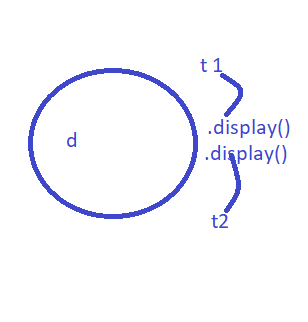 t 1
d
.display()
.display()
t2